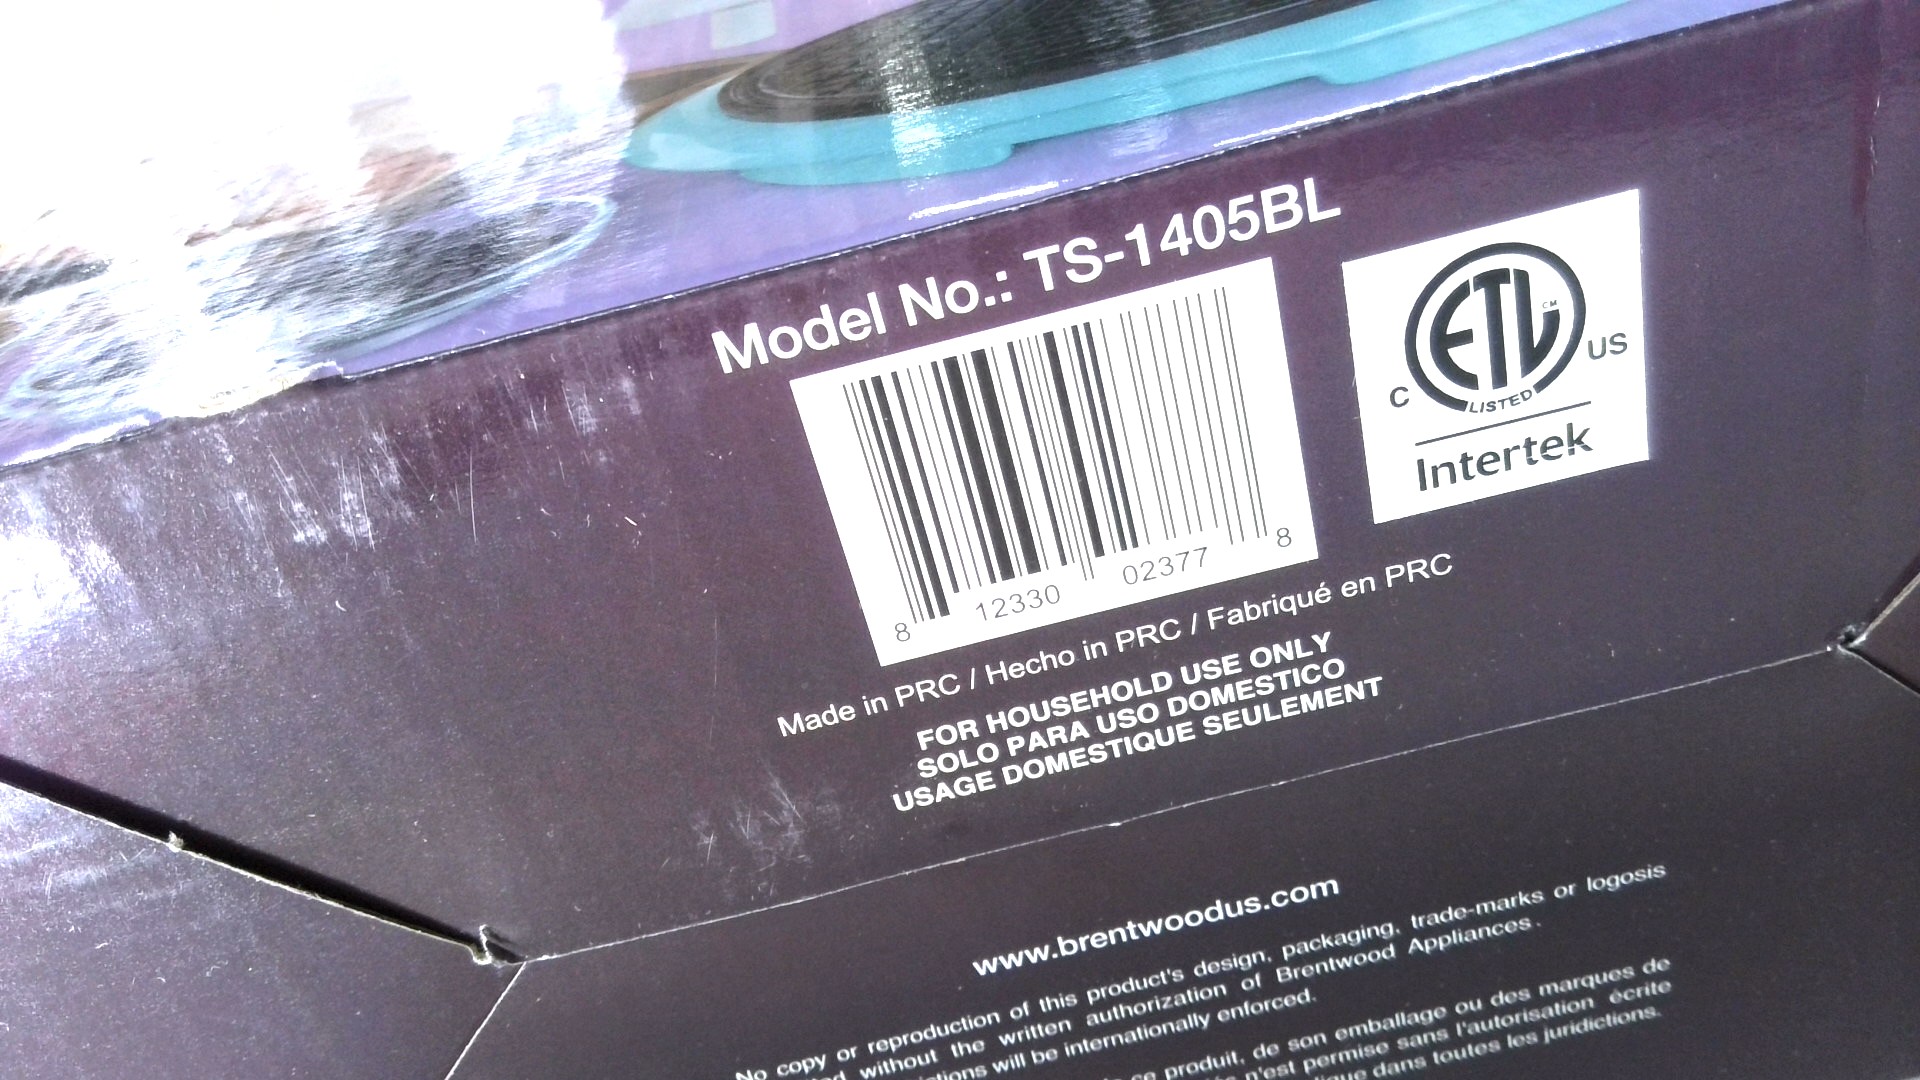 Model No.: TS-1405BL
8 12330 02377 8
ETL CM
LISTED
C US
Intertek
Made in PRC / Hecho in PRC / Fabriqué en PRC
FOR HOUSEHOLD USE ONLY
SOLO PARA USO DOMESTICO
USAGE DOMESTIQUE SEULEMENT
www.brentwoodus.com
No copy or reproduction of this product's design, packaging, trade-marks or logosis
without the written authorization of Brentwood Appliances.
will be internationally enforced.
ce produit, de son emballage ou des marques de
n'est permise sans l'autorisation écrite
dans toutes les juridictions.